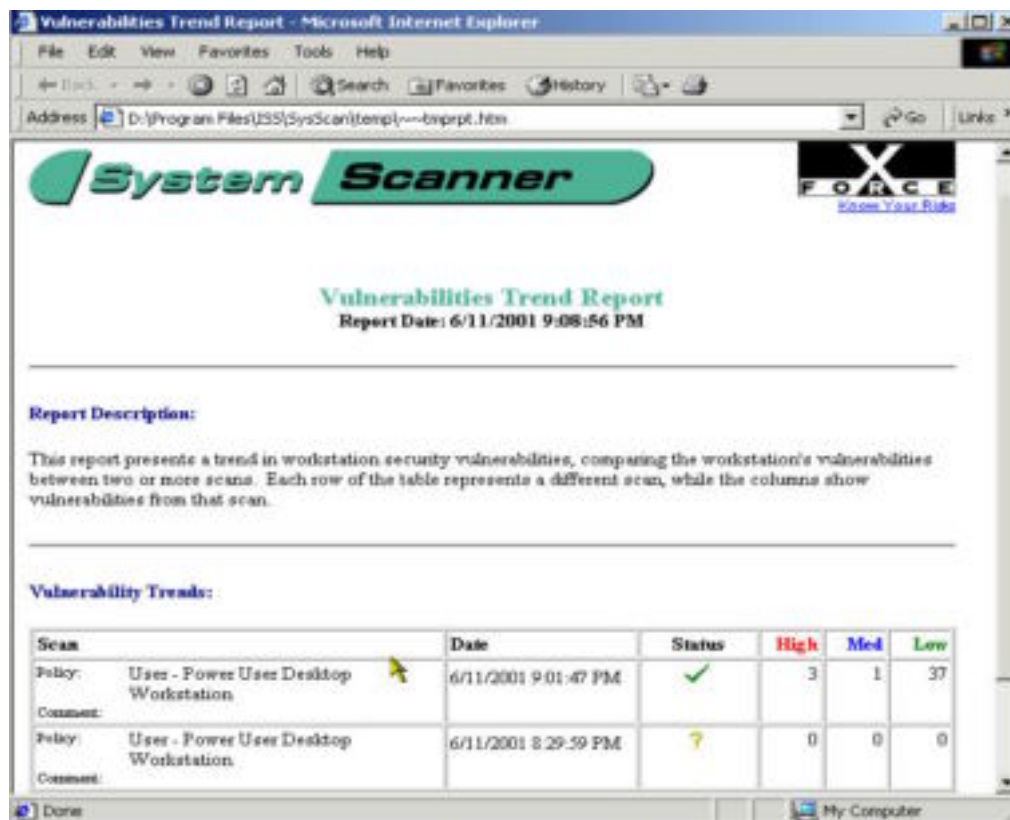 Vulnerabilities Trend Report - Microsoft Internet Explorer
File Edit View Favorites Tools Help
Back Search Favorites History
Address D:\Program Files\ISS\SysScan\temp\~~tmprpt.htm Go Links
System Scanner
X
FORCE
Know Your Risks
Vulnerabilities Trend Report
Report Date: 6/11/2001 9:08:56 PM
Report Description:
This report presents a trend in workstation security vulnerabilities, comparing the workstation's vulnerabilities
between two or more scans. Each row of the table represents a different scan, while the columns show
vulnerabilities from that scan.
Vulnerability Trends:
Scan Date Status High Med Low
Policy: User - Power User Desktop 6/11/2001 9:01:47 PM 3 1 37
Workstation
Comment:
Policy: User - Power User Desktop 6/11/2001 8:29:59 PM ? 0 0 0
Workstation
Comment:
Done My Computer